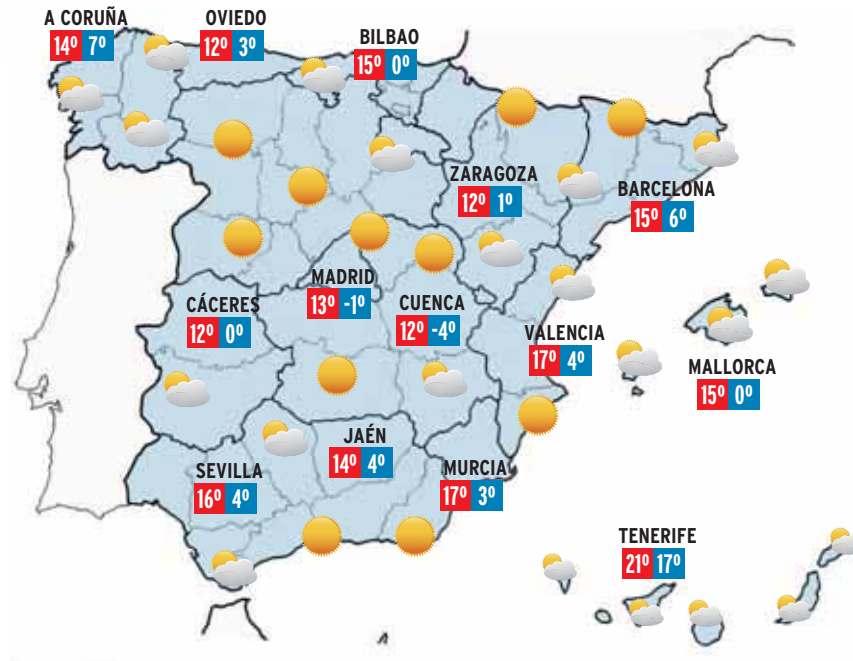 A CORUÑA
14º 7º
OVIEDO
12º 3º
BILBAO
15º 0º
ZARAGOZA
12º 1º
BARCELONA
15º 6º
MADRID
13º -1º
CÁCERES
12º 0º
CUENCA
12º -4º
VALENCIA
17º 4º
MALLORCA
15º 0º
JAÉN
14º 4º
SEVILLA
16º 4º
MURCIA
17º 3º
TENERIFE
21º 17º